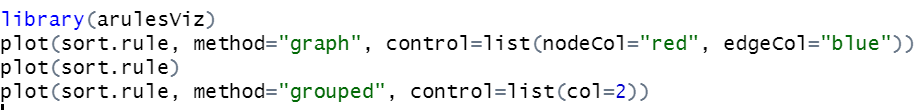 library(arulesViz)
plot(sort.rule, method="graph", control=list(nodeCol="red", edgeCol="blue"))
plot(sort.rule)
plot(sort.rule, method="grouped", control=list(col=2))